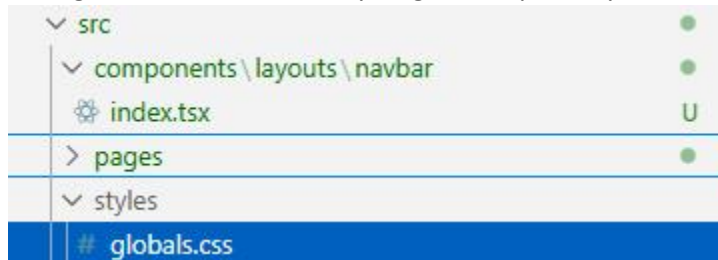 src
components\layouts\navbar
index.tsx U
pages
styles
# globals.css